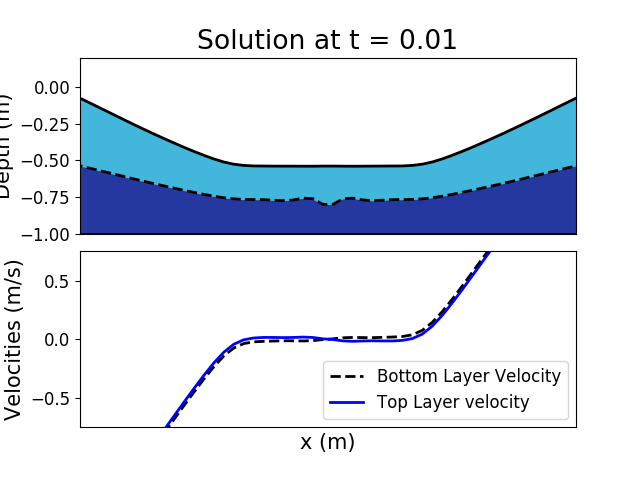 Solution at t = 0.01
Depth (m)
0.00
−0.25
−0.50
−0.75
−1.00
Velocities (m/s)
0.5
0.0
−0.5
Bottom Layer Velocity
Top Layer velocity
x (m)